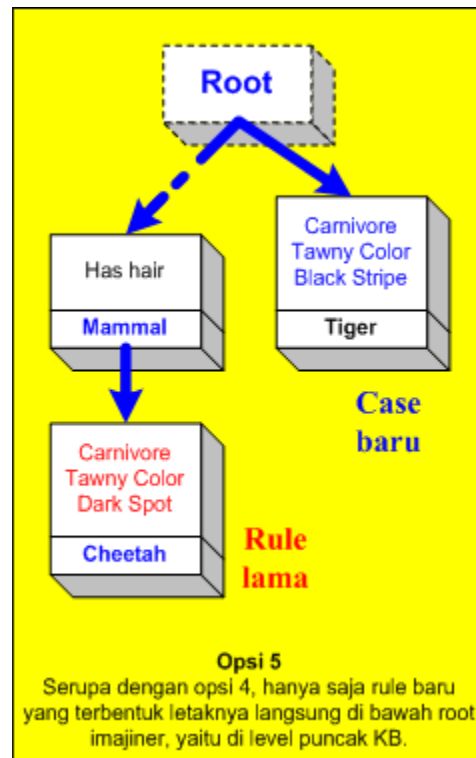 Root
Has hair
Mammal
Carnivore
Tawny Color
Black Stripe
Tiger
Case
baru
Carnivore
Tawny Color
Dark Spot
Cheetah
Rule
lama
Opsi 5
Serupa dengan opsi 4, hanya saja rule baru
yang terbentuk letaknya langsung di bawah root
imajiner, yaitu di level puncak KB.